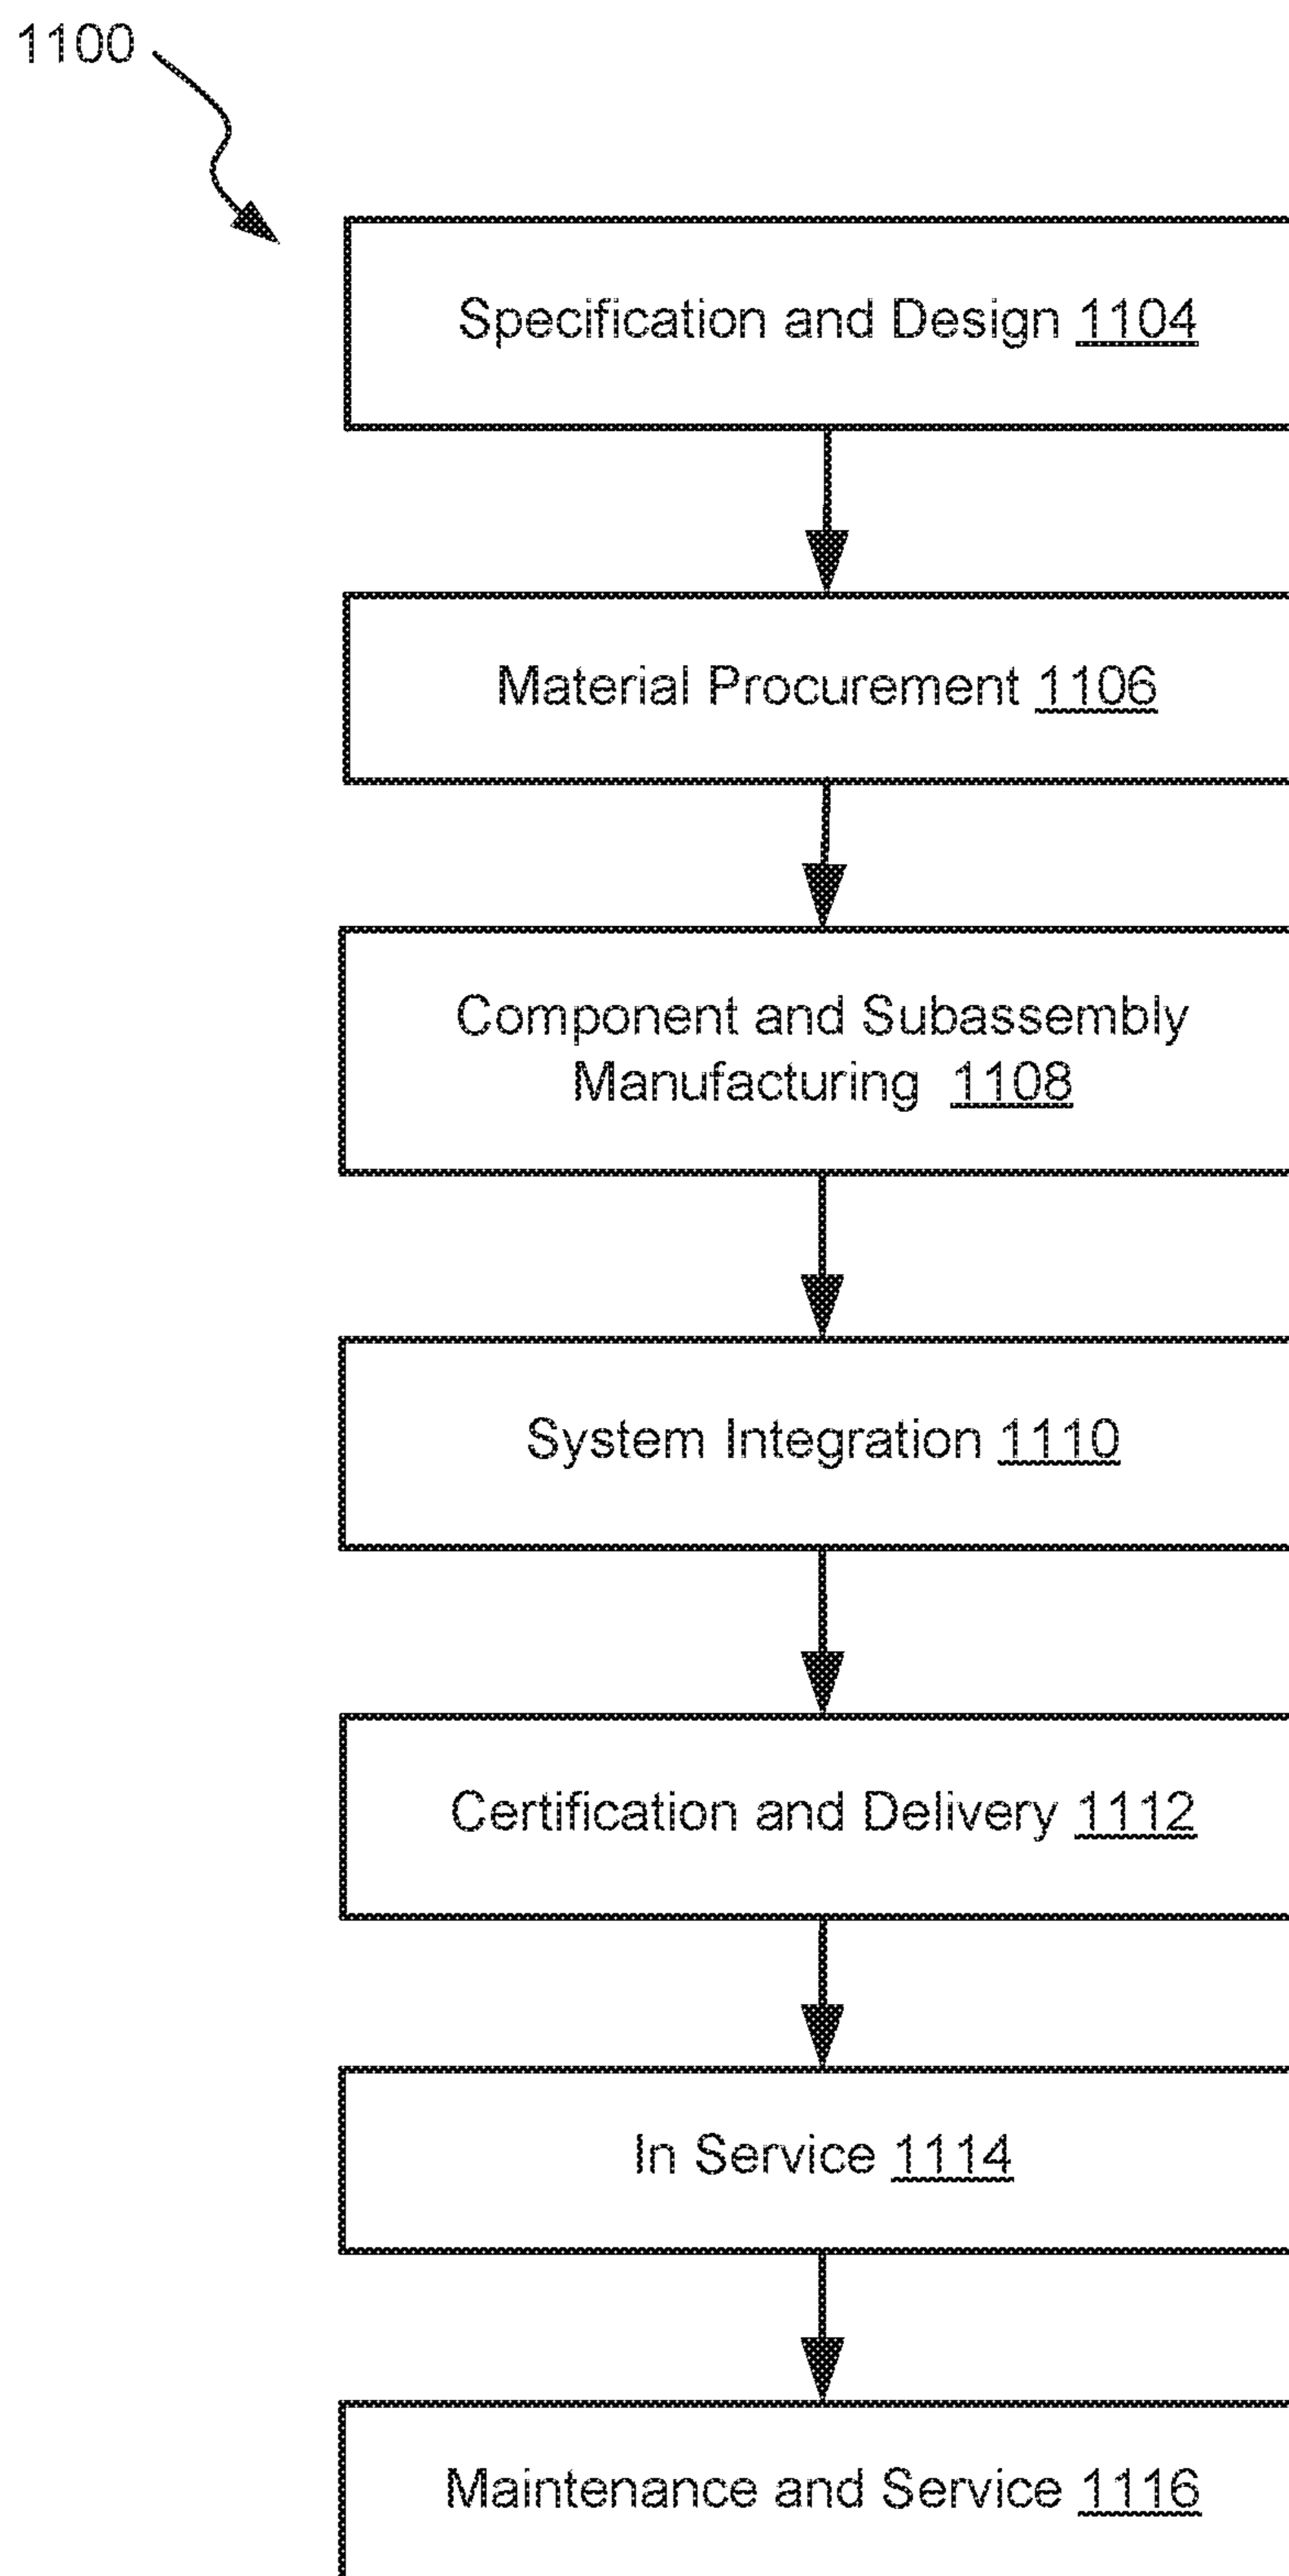 1100
Specification and Design 1104
Material Procurement 1106
Component and Subassembly
Manufacturing 1108
System Integration 1110
Certification and Delivery 1112
In Service 1114
Maintenance and Service 1116